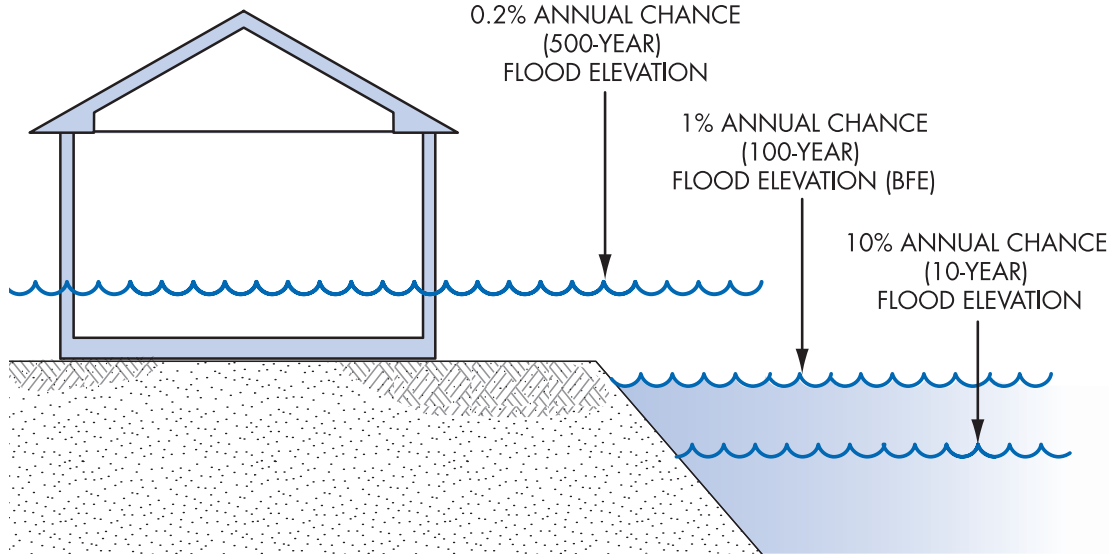 0.2% ANNUAL CHANCE
(500-YEAR)
FLOOD ELEVATION
1% ANNUAL CHANCE
(100-YEAR)
FLOOD ELEVATION (BFE)
10% ANNUAL CHANCE
(10-YEAR)
FLOOD ELEVATION